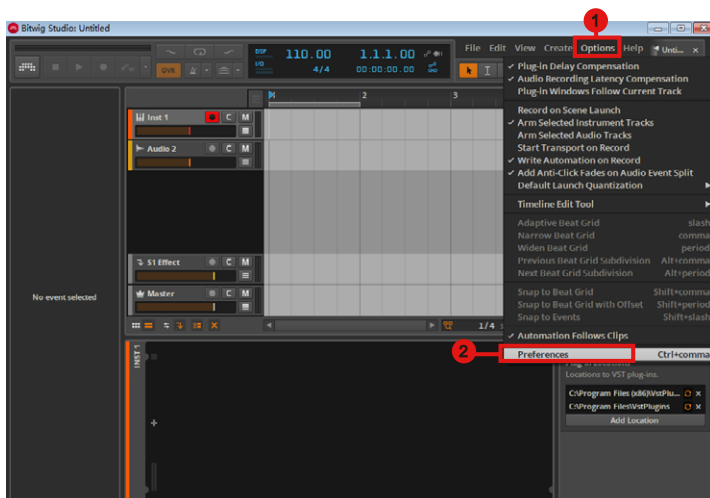 1
Bitwig Studio: Untitled
File Edit View Create Options Help Unti... ×
OVR
DSP
I/O
110.00
4/4
1.1.1.00
00:00:00.00
Plug-in Delay Compensation
Audio Recording Latency Compensation
Plug-in Windows Follow Current Track
Record on Scene Launch
Arm Selected Instrument Tracks
Arm Selected Audio Tracks
Start Transport on Record
Write Automation on Record
Add Anti-Click Fades on Audio Event Split
Default Launch Quantization
Timeline Edit Tool
Adaptive Beat Grid slash
Narrow Beat Grid comma
Widen Beat Grid period
Previous Beat Grid Subdivision Alt+comma
Next Beat Grid Subdivision Alt+period
Snap to Beat Grid Shift+comma
Snap to Beat Grid with Offset Shift+period
Snap to Events Shift+slash
Automation Follows Clips
2
Preferences Ctrl+comma
2 3
Inst 1 C M
Audio 2 C M
S1 Effect C M
Master C M
No event selected
1/4
INST 1
Locations to VST plug-ins.
C:\Program Files (x86)\VstPlu...
C:\Program Files\VstPlugins
Add Location